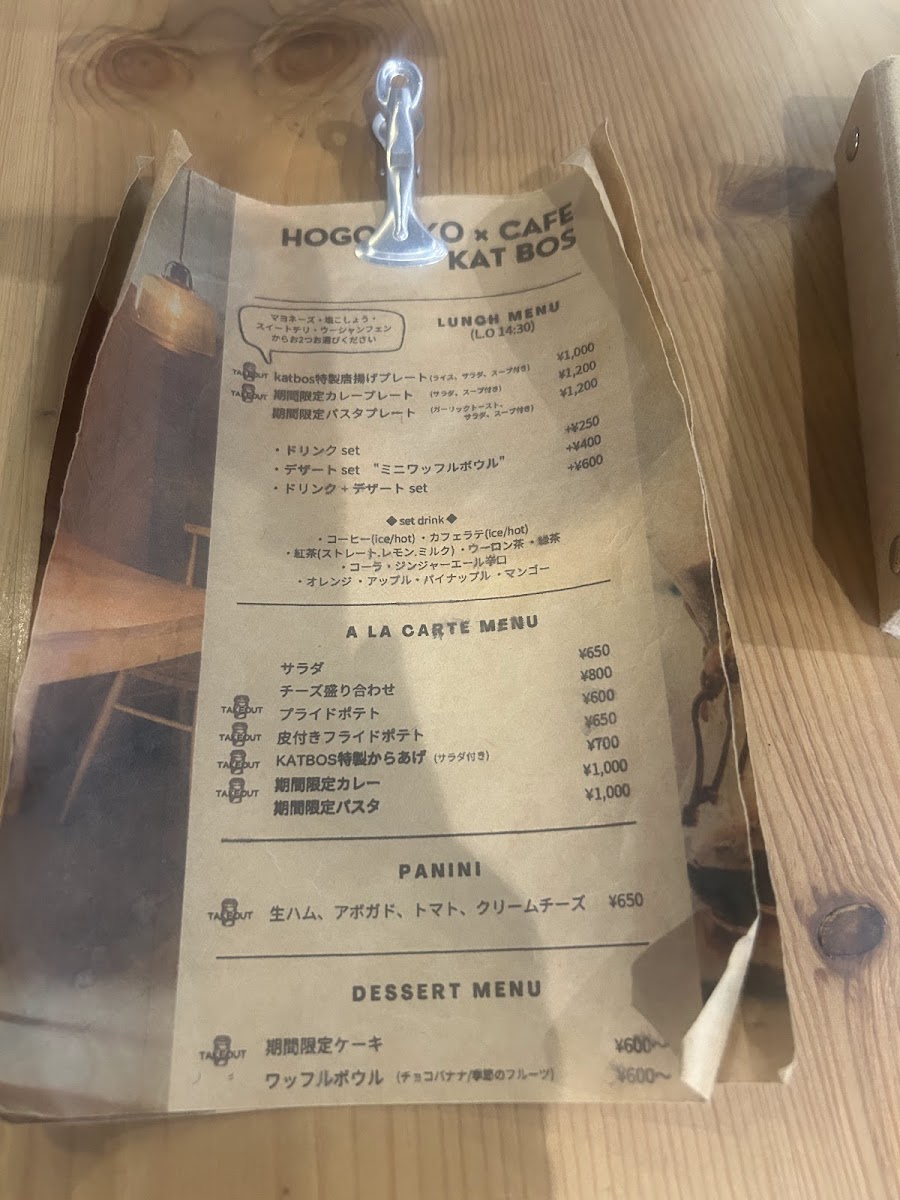 HOGO KO × CAFE
KAT BOS
マヨネーズ・塩こしょう・
スイートチリ・ウーシャンフェン
からお2つお選びください
LUNCH MENU
(L.O 14:30)
TAKEOUT katbos特製唐揚げプレート(ライス、サラダ、スープ付き) ¥1,000
TAKEOUT 期間限定カレープレート (サラダ、スープ付き) ¥1,200
期間限定パスタプレート (ガーリックトースト、サラダ、スープ付き) ¥1,200
・ドリンク set +¥250
・デザート set "ミニワッフルボウル" +¥400
・ドリンク + デザート set +¥600
◆set drink◆
・コーヒー(ice/hot) ・カフェラテ(ice/hot)
・紅茶(ストレート.レモン.ミルク) ・ウーロン茶 ・緑茶
・コーラ・ジンジャーエール辛口
・オレンジ ・アップル・パイナップル ・マンゴー
A LA CARTE MENU
サラダ ¥650
チーズ盛り合わせ ¥800
TAKEOUT フライドポテト ¥600
TAKEOUT 皮付きフライドポテト ¥650
TAKEOUT KATBOS特製からあげ (サラダ付き) ¥700
TAKEOUT 期間限定カレー ¥1,000
期間限定パスタ ¥1,000
PANINI
TAKEOUT 生ハム、アボガド、トマト、クリームチーズ ¥650
DESSERT MENU
TAKEOUT 期間限定ケーキ ¥600〜
ワッフルボウル (チョコバナナ/季節のフルーツ) ¥600〜